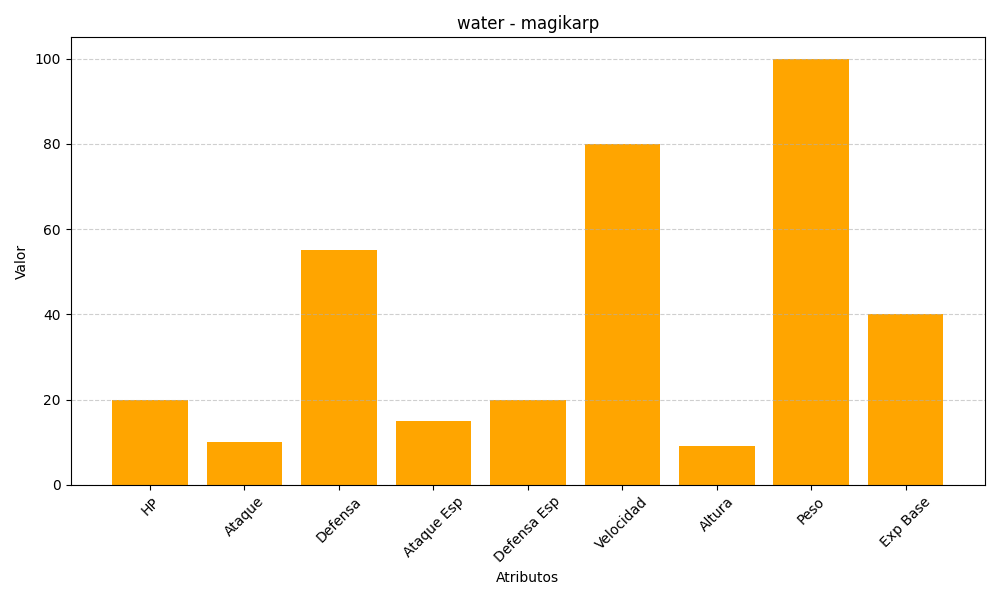 water - magikarp
Valor
100
80
60
40
20
0
HP
Ataque
Defensa
Ataque Esp
Defensa Esp
Velocidad
Altura
Peso
Exp Base
Atributos